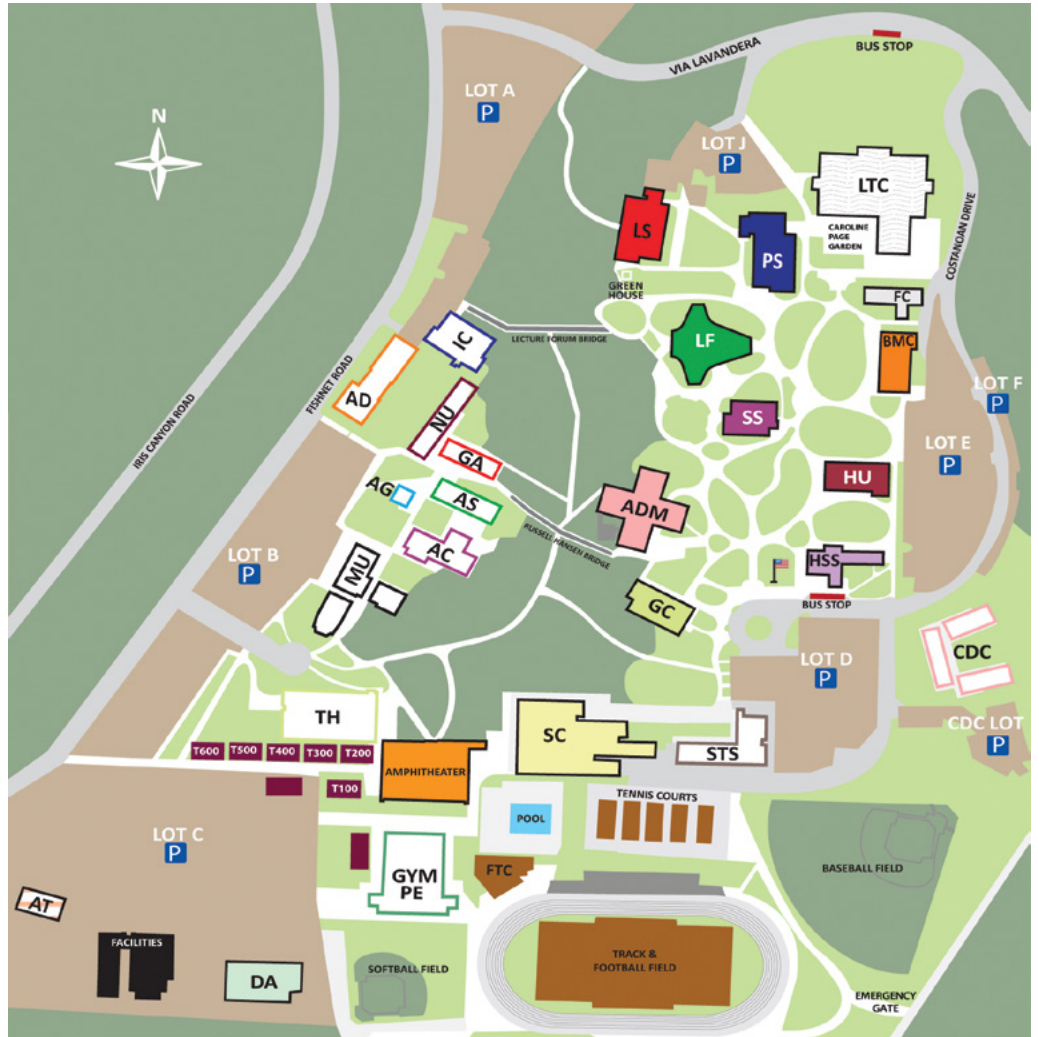 BUS STOP
VIA LAVANDERA
LOT A
P
N
LOT J
P
LTC
LS
CAROLINE
PAGE
GARDEN
PS
COSTANOAN DRIVE
GREEN
HOUSE
FC
LECTURE FORUM BRIDGE
IC
LF
BMC
LOT F
P
AD
FISHNET ROAD
IRIS CANYON ROAD
NU
SS
LOT E
P
GA
HU
AG
AS
ADM
RUSSELL HANSEN BRIDGE
AC
LOT B
P
MU
HSS
BUS STOP
GC
CDC
LOT D
P
TH
SC
CDC LOT
P
STS
T600
T500
T400
T300
T200
AMPHITHEATER
T100
TENNIS COURTS
POOL
LOT C
P
BASEBALL FIELD
FTC
GYM
PE
AT
FACILITIES
TRACK &
FOOTBALL FIELD
SOFTBALL FIELD
DA
EMERGENCY
GATE